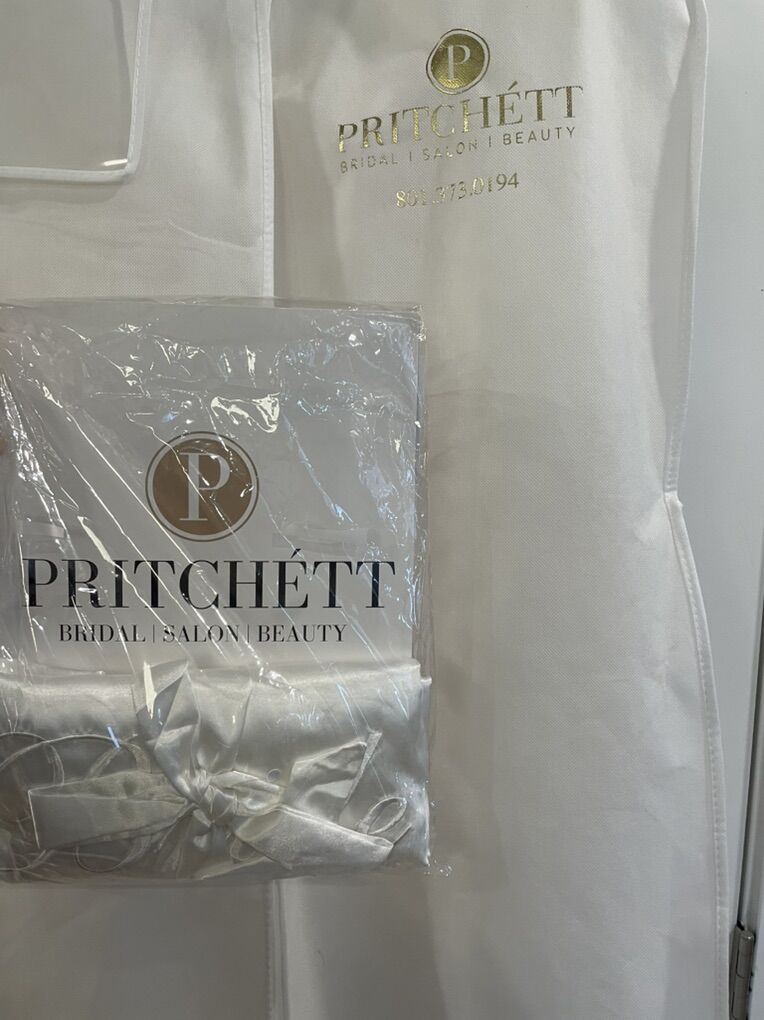 P
PRITCHÉTT
BRIDAL | SALON | BEAUTY
801.373.0194
P
PRITCHÉTT
BRIDAL | SALON | BEAUTY